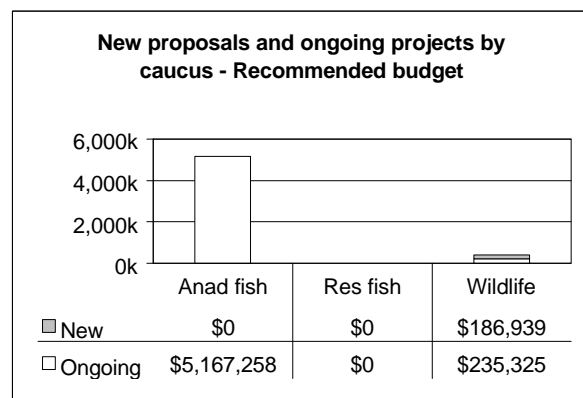 New proposals and ongoing projects by
caucus - Recommended budget
6,000k
4,000k
2,000k
0k
Anad fish Res fish Wildlife
New $0 $0 $186,939
Ongoing $5,167,258 $0 $235,325